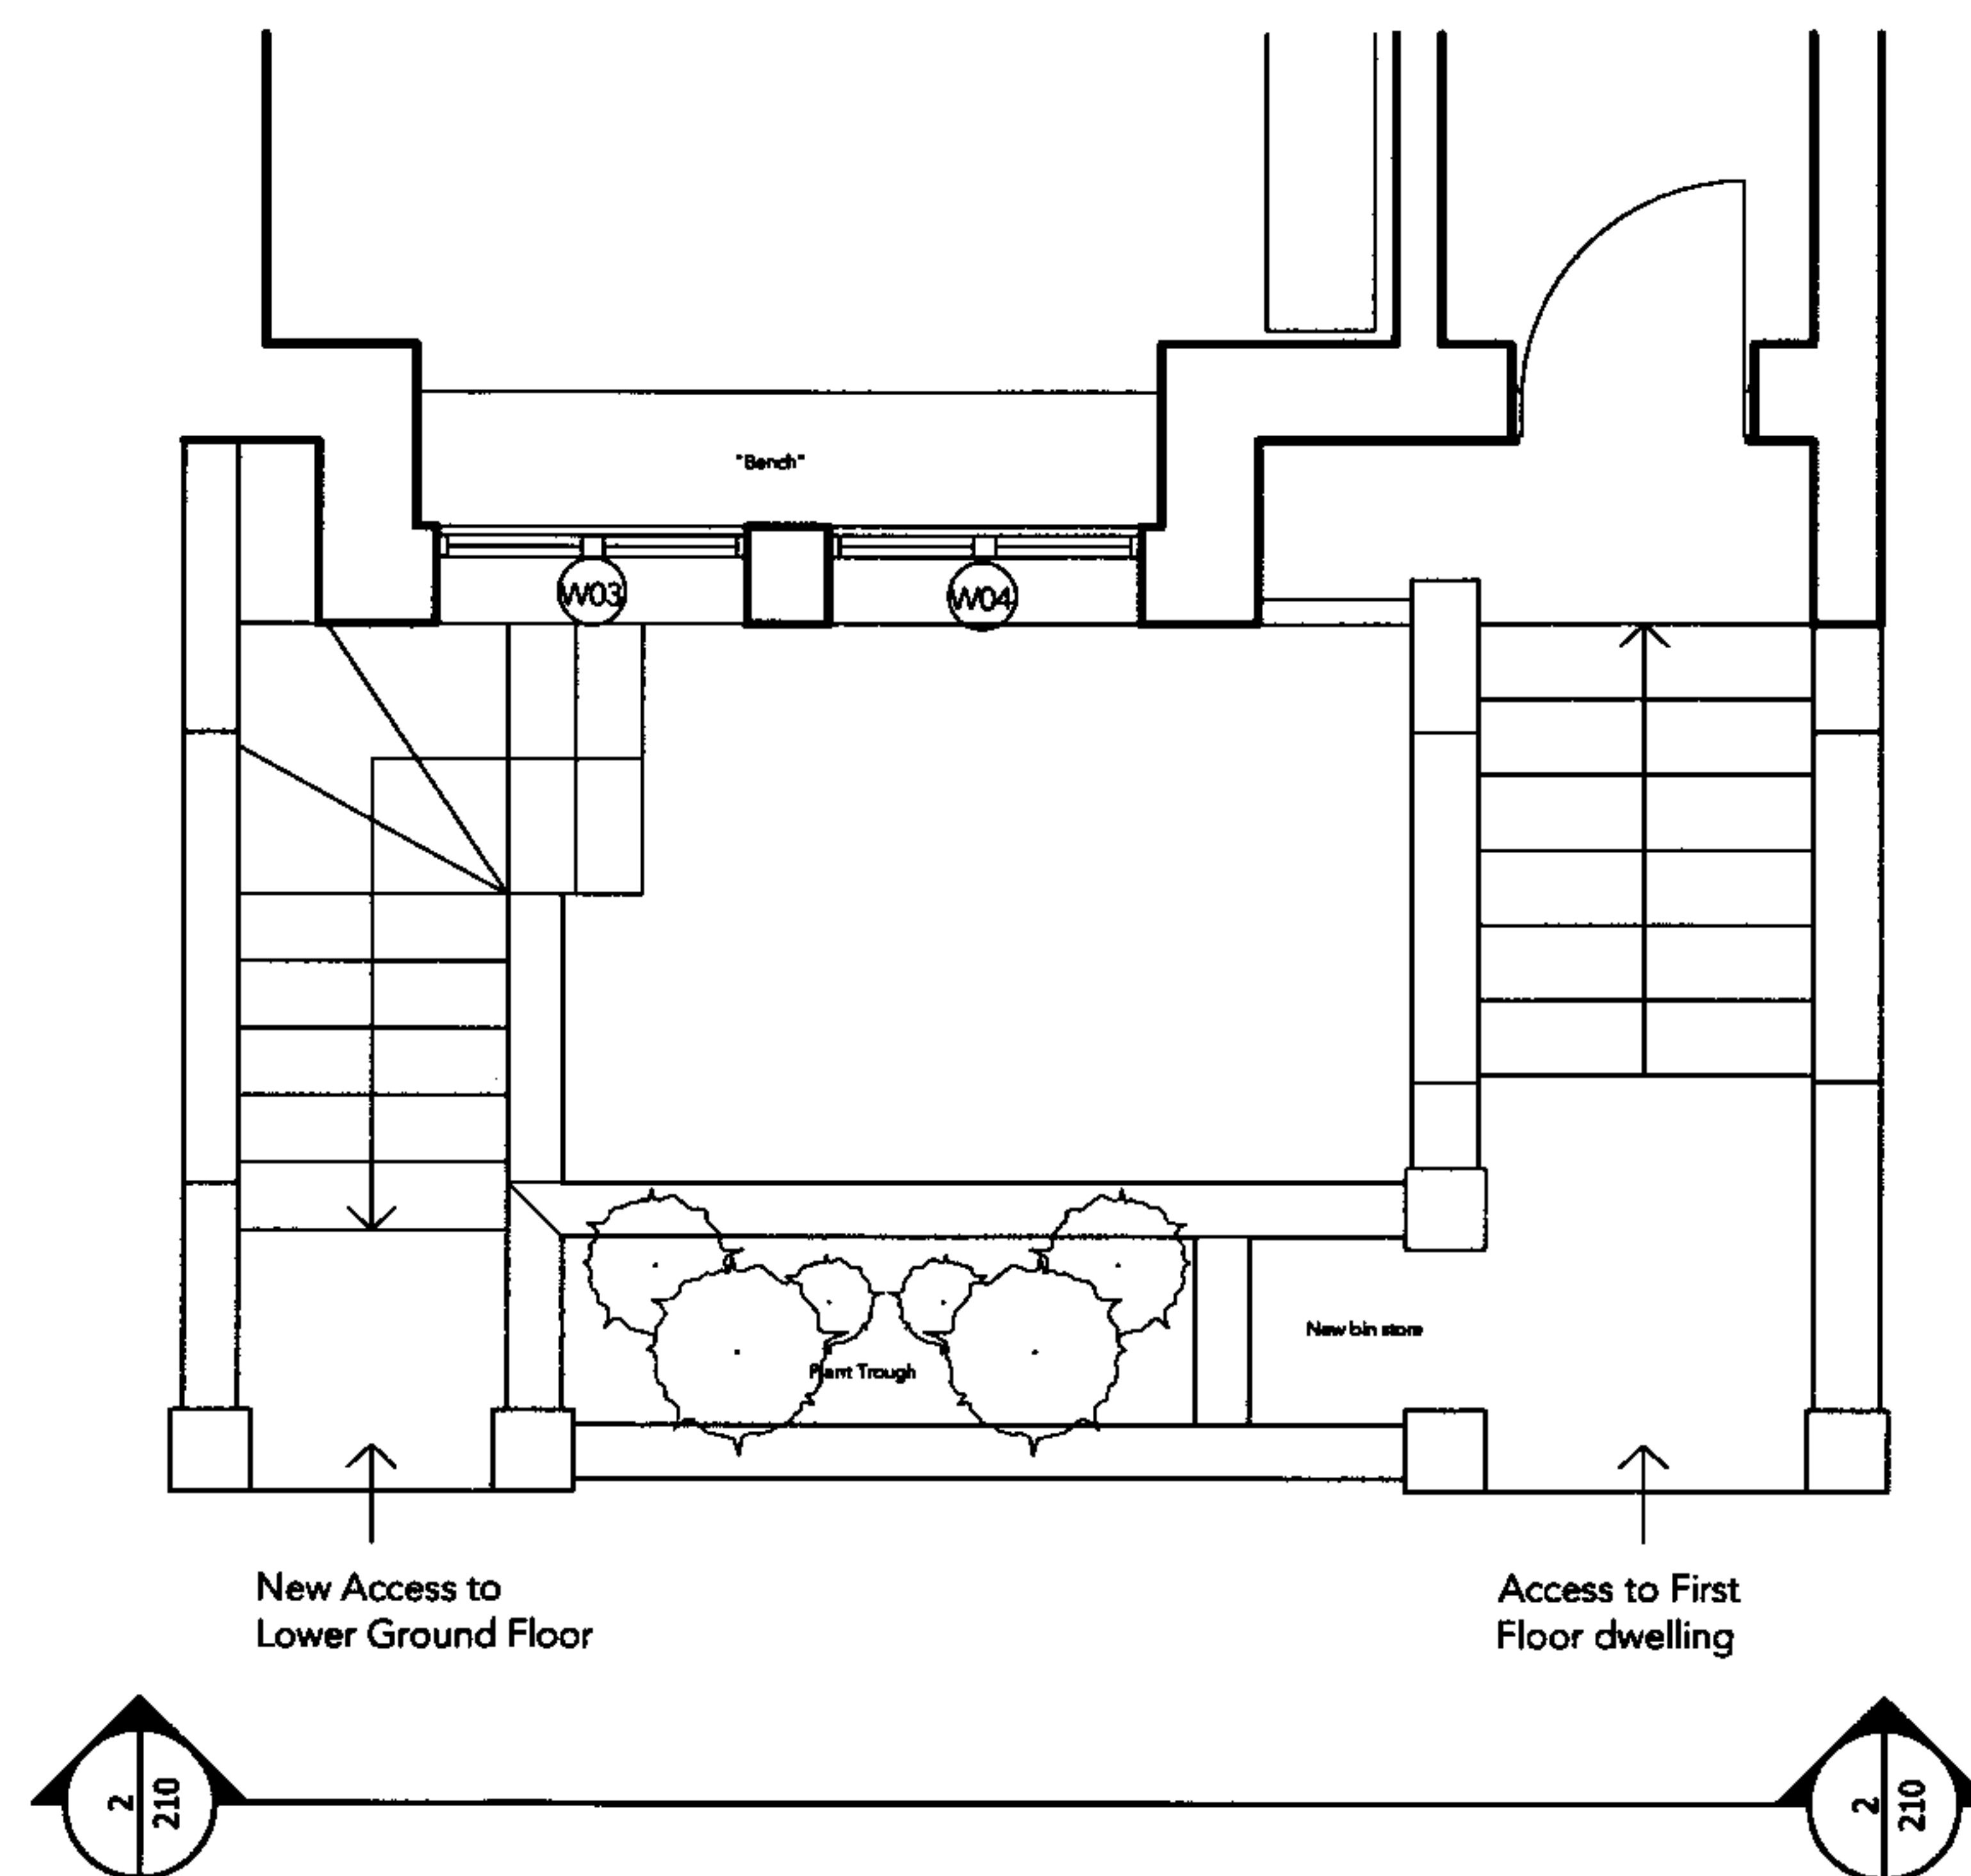 "Bench"
W03
W04
New bin store
Plant Trough
New Access to
Lower Ground Floor
Access to First
Floor dwelling
2
210
2
210